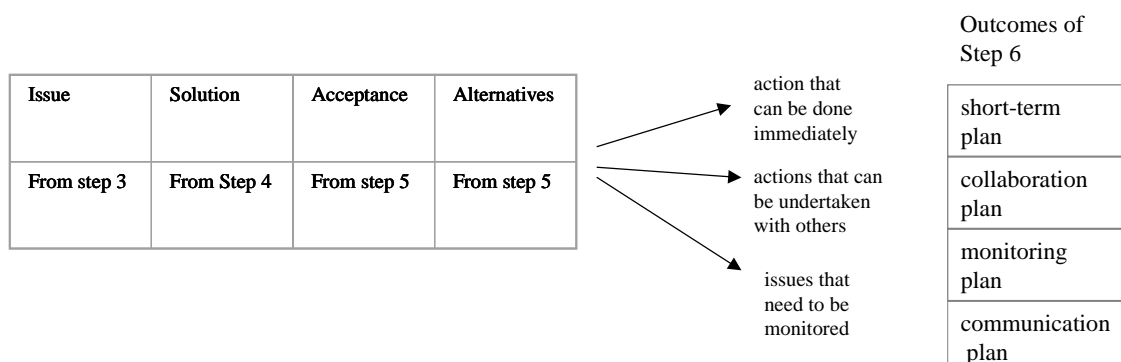 Outcomes of
Step 6
Issue
Solution
Acceptance
Alternatives
From step 3
From Step 4
From step 5
From step 5
action that
can be done
immediately
actions that can
be undertaken
with others
issues that
need to be
monitored
short-term
plan
collaboration
plan
monitoring
plan
communication
plan